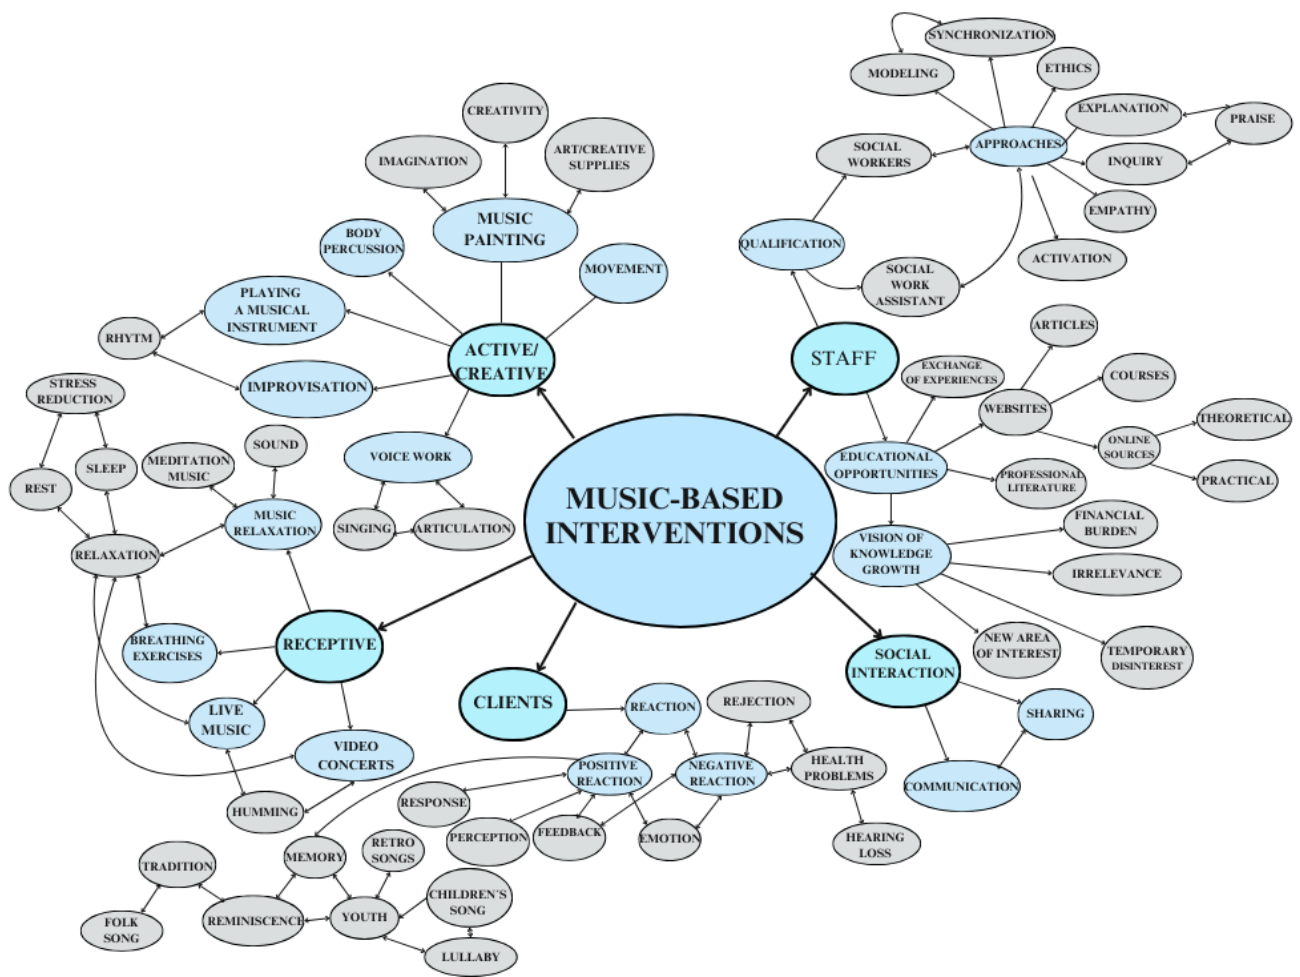 SYNCHRONIZATION
MODELING
ETHICS
EXPLANATION
PRAISE
APPROACHES
INQUIRY
EMPATHY
ACTIVATION
SOCIAL
WORKERS
QUALIFICATION
SOCIAL
WORK
ASSISTANT
STAFF
CREATIVITY
IMAGINATION
ART/CREATIVE
SUPPLIES
MUSIC
PAINTING
BODY
PERCUSSION
MOVEMENT
PLAYING
A MUSICAL
INSTRUMENT
RHYTM
IMPROVISATION
ACTIVE/
CREATIVE
VOICE WORK
SINGING
ARTICULATION
STRESS
REDUCTION
SLEEP
REST
MEDITATION
MUSIC
SOUND
MUSIC
RELAXATION
RELAXATION
BREATHING
EXERCISES
RECEPTIVE
LIVE
MUSIC
VIDEO
CONCERTS
HUMMING
MUSIC-BASED
INTERVENTIONS
EXCHANGE
OF EXPERIENCES
ARTICLES
WEBSITES
COURSES
ONLINE
SOURCES
THEORETICAL
PRACTICAL
EDUCATIONAL
OPPORTUNITIES
PROFESSIONAL
LITERATURE
VISION OF
KNOWLEDGE
GROWTH
FINANCIAL
BURDEN
IRRELEVANCE
NEW AREA
OF INTEREST
TEMPORARY
DISINTEREST
SOCIAL
INTERACTION
SHARING
COMMUNICATION
CLIENTS
REACTION
REJECTION
POSITIVE
REACTION
NEGATIVE
REACTION
HEALTH
PROBLEMS
HEARING
LOSS
RESPONSE
PERCEPTION
FEEDBACK
EMOTION
MEMORY
RETRO
SONGS
TRADITION
FOLK
SONG
REMINISCENCE
YOUTH
CHILDREN´S
SONG
LULLABY